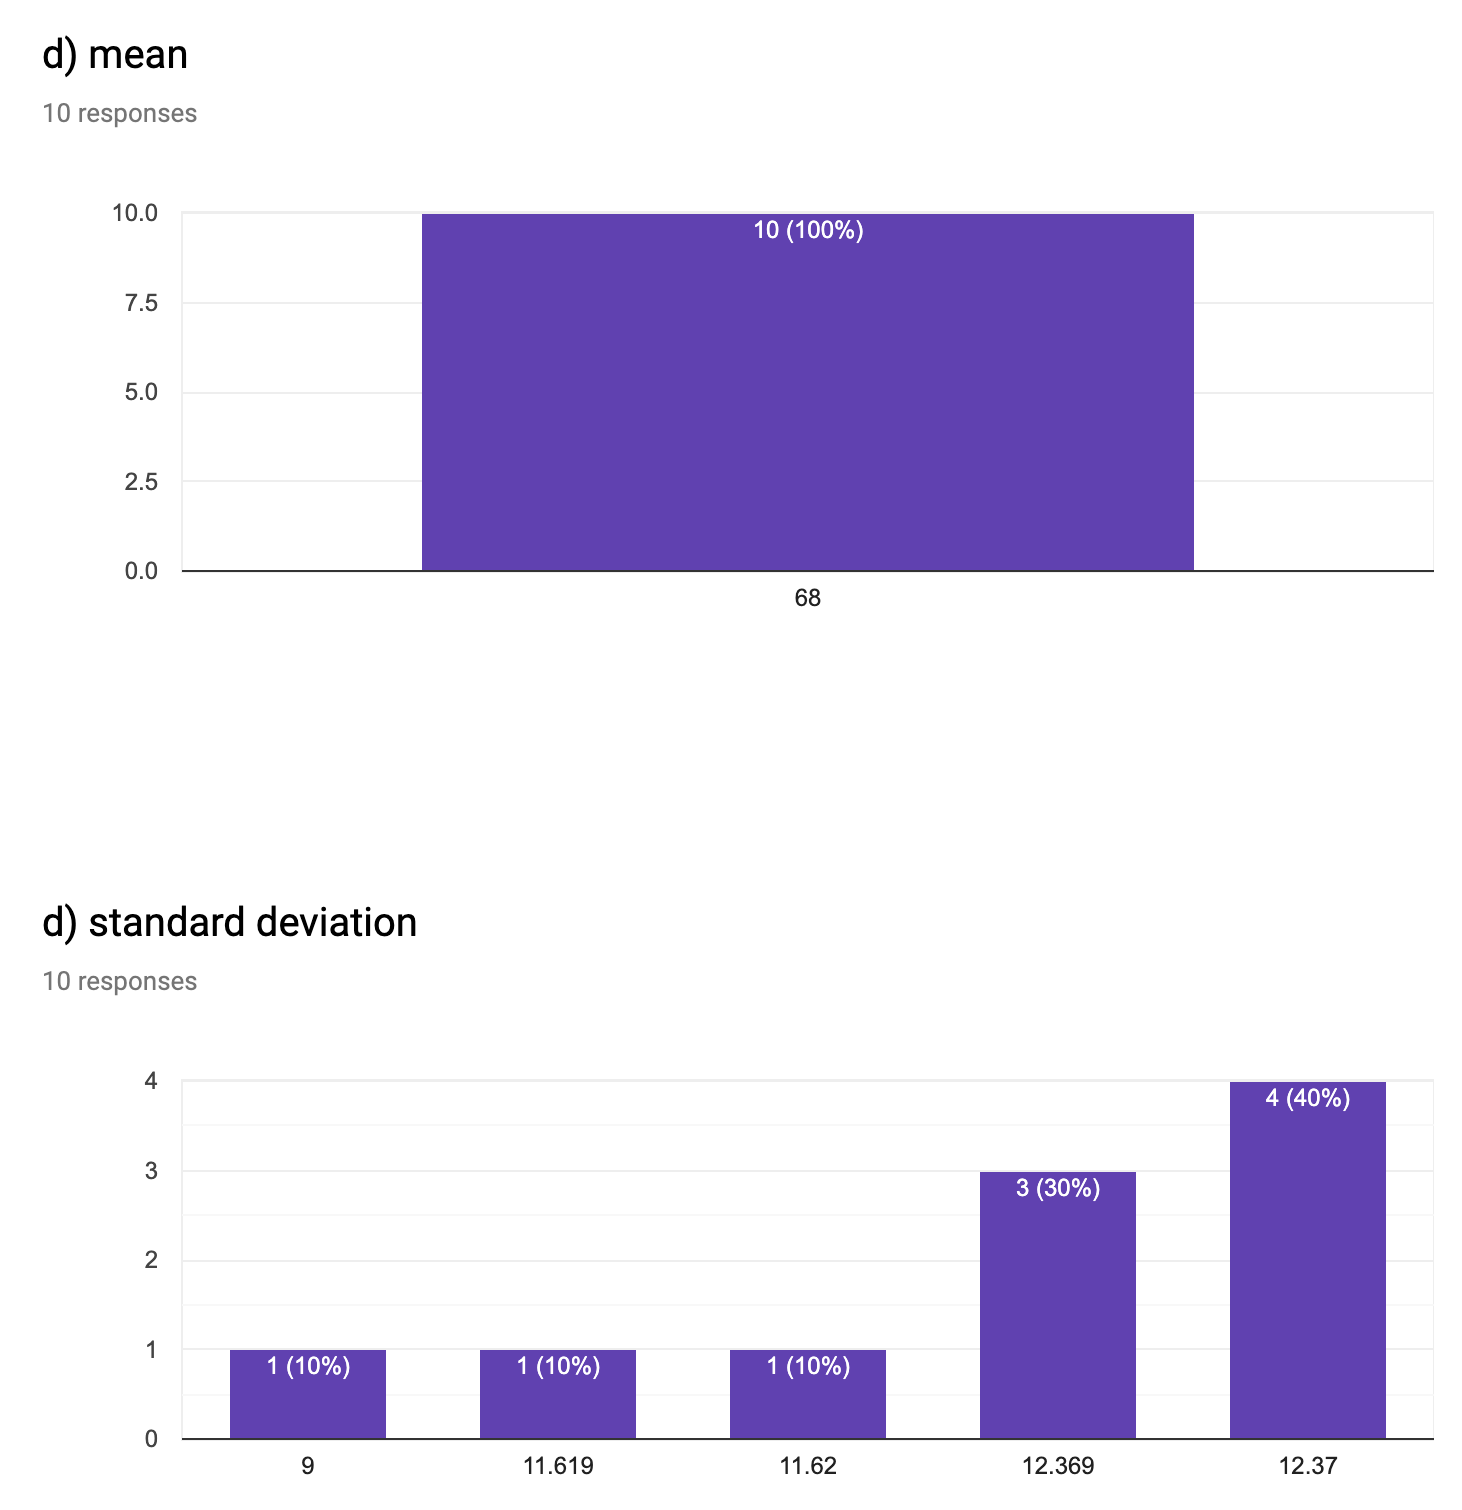 d) mean
10 responses
10.0
10 (100%)
7.5
5.0
2.5
0.0
68
d) standard deviation
10 responses
4
4 (40%)
3
3 (30%)
2
1
1 (10%) 1 (10%) 1 (10%)
0
9 11.619 11.62 12.369 12.37